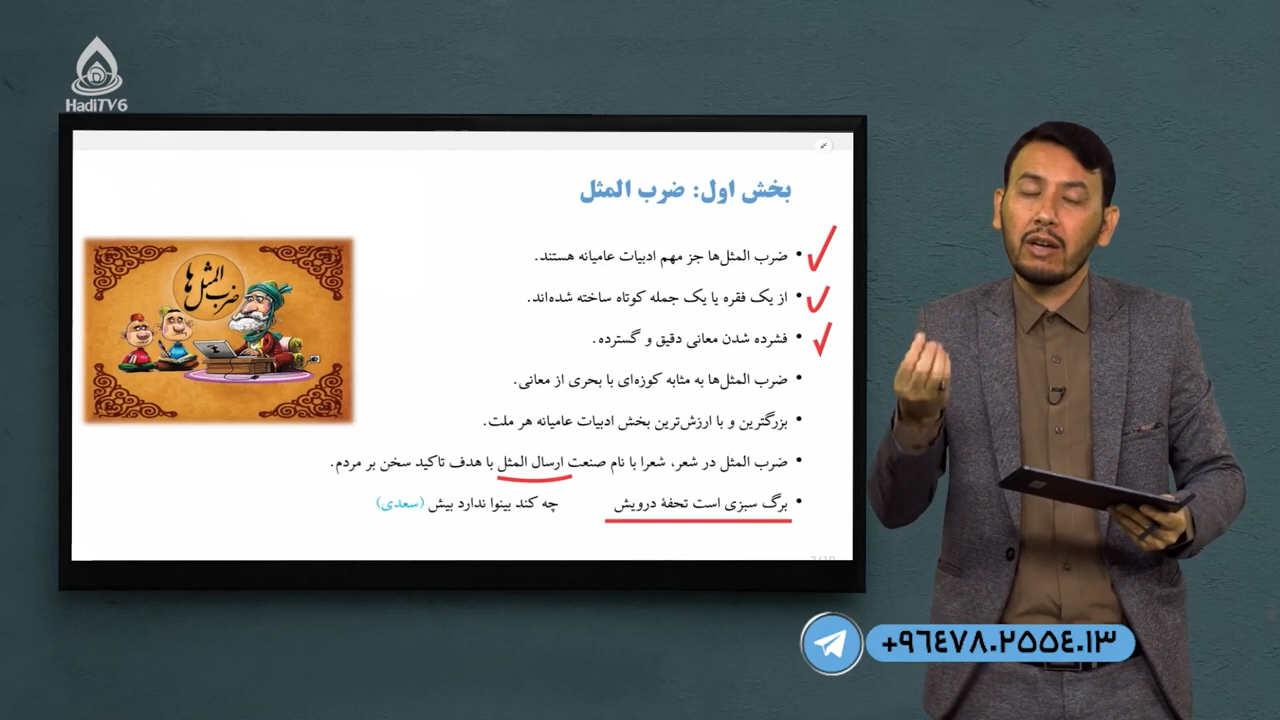 HadiTV6
بخش اول: ضرب المثل
ضرب المثل‌ها
• ضرب المثل‌ها جز مهم ادبیات عامیانه هستند.
• از یک فقره یا یک جمله کوتاه ساخته شده‌اند.
• فشرده شدن معانی دقیق و گسترده.
• ضرب المثل‌ها به مثابه کوزه‌ای با بحری از معانی.
• بزرگترین و با ارزش‌ترین بخش ادبیات عامیانه هر ملت.
• ضرب المثل در شعر، شعرا با نام صنعت ارسال المثل با هدف تاکید سخن بر مردم.
• برگ سبزی است تحفهٔ درویش چه کند بینوا ندارد بیش (سعدی)
+٩٦٤٧٨٠٢٥٥٤٠١٣